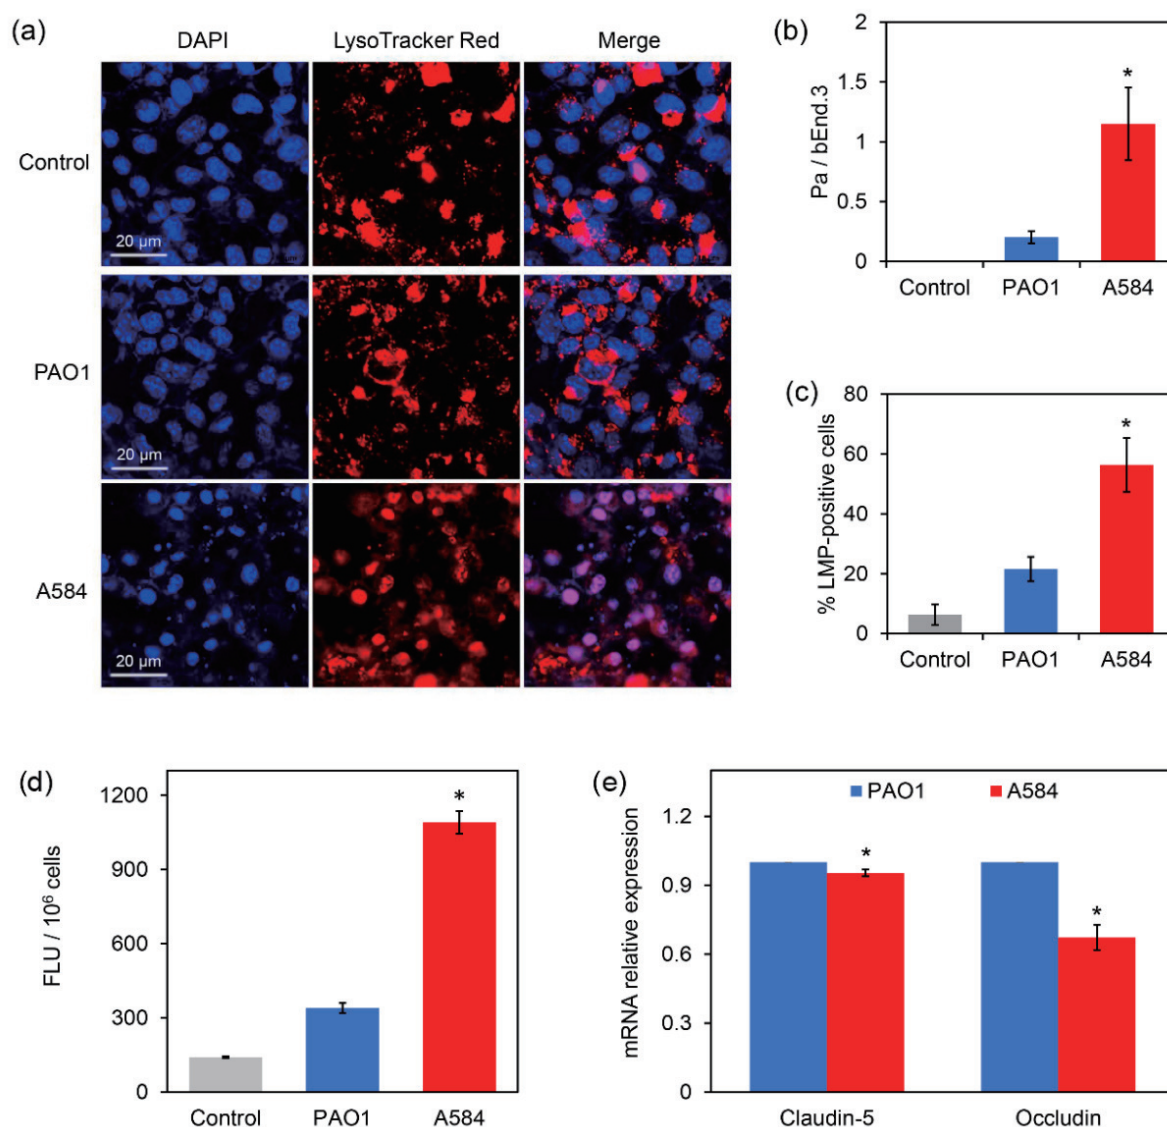 (a)
DAPI LysoTracker Red Merge
Control
20 µm
PAO1
20 µm
A584
20 µm
(b)
Pa / bEnd.3
2
1.5
1
0.5
0
*
Control PAO1 A584
(c)
% LMP-positive cells
80
60
40
20
0
*
Control PAO1 A584
(d)
FLU / 10⁶ cells
1200
900
600
300
0
*
Control PAO1 A584
(e)
PAO1 A584
mRNA relative expression
1.2
0.9
0.6
0.3
0
*
*
Claudin-5 Occludin